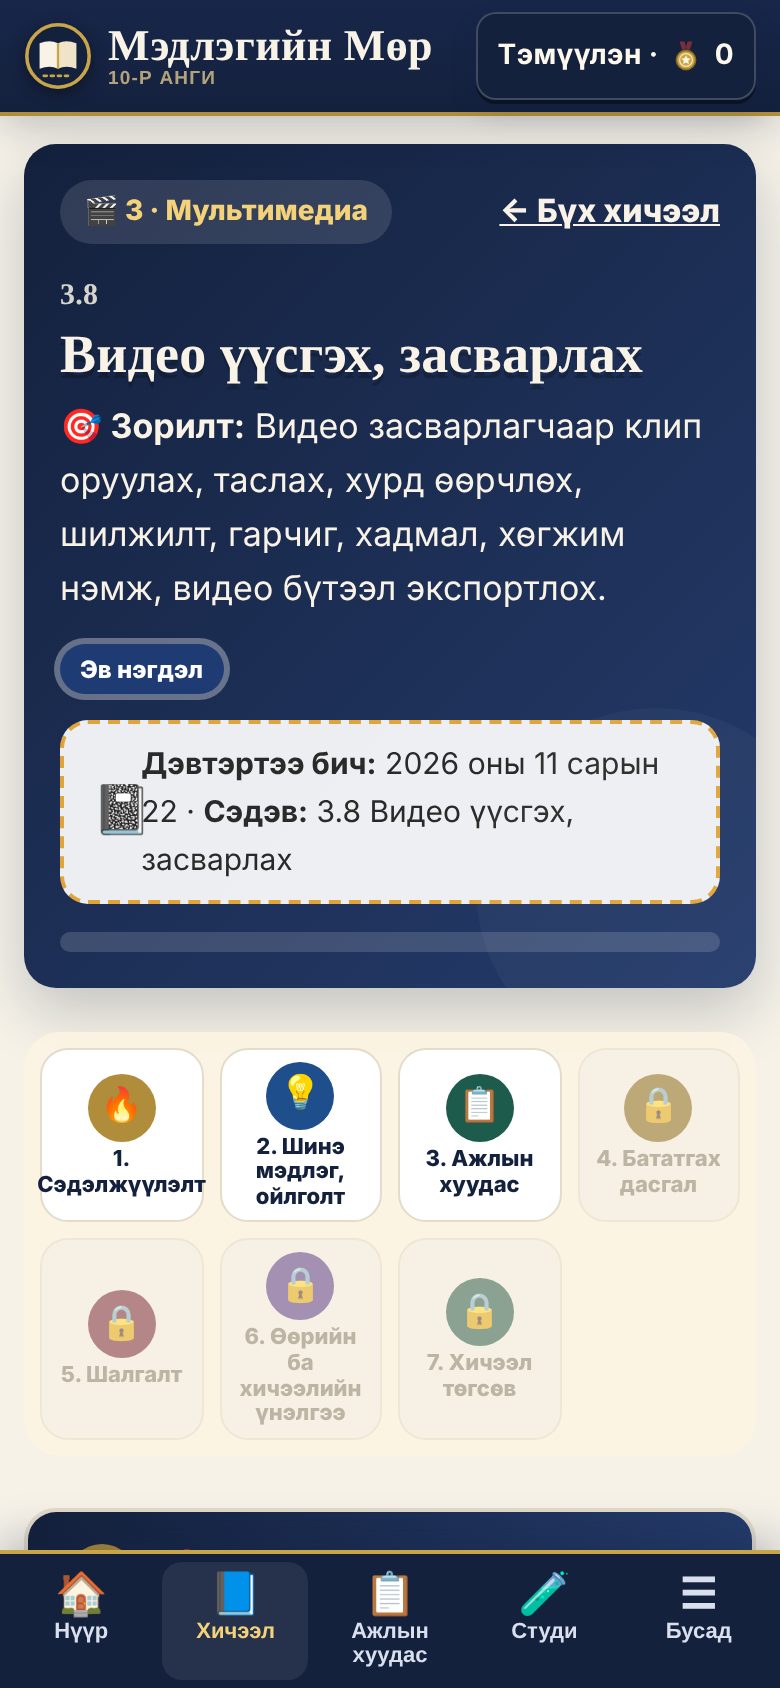 Мэдлэгийн Мөр
10-Р АНГИ
Тэмүүлэн · 🏅 0
🎬 3 · Мультимедиа
← Бүх хичээл
3.8
Видео үүсгэх, засварлах
🎯 Зорилт: Видео засварлагчаар клип
оруулах, таслах, хурд өөрчлөх,
шилжилт, гарчиг, хадмал, хөгжим
нэмж, видео бүтээл экспортлох.
Эв нэгдэл
Дэвтэртээ бич: 2026 оны 11 сарын
22 · Сэдэв: 3.8 Видео үүсгэх,
засварлах
1.
Сэдэлжүүлэлт
2. Шинэ
мэдлэг,
ойлголт
3. Ажлын
хуудас
4. Бататгах
дасгал
5. Шалгалт
6. Өөрийн
ба
хичээлийн
үнэлгээ
7. Хичээл
төгсөв
Нүүр
Хичээл
Ажлын
хуудас
Студи
Бусад